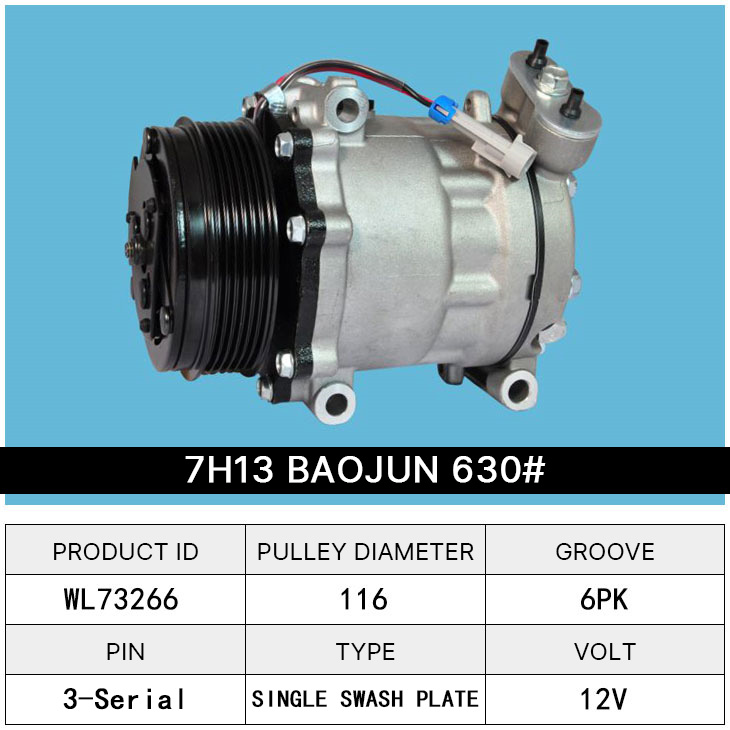 7H13 BAOJUN 630#
PRODUCT ID PULLEY DIAMETER GROOVE
WL73266 116 6PK
PIN TYPE VOLT
3-Serial SINGLE SWASH PLATE 12V